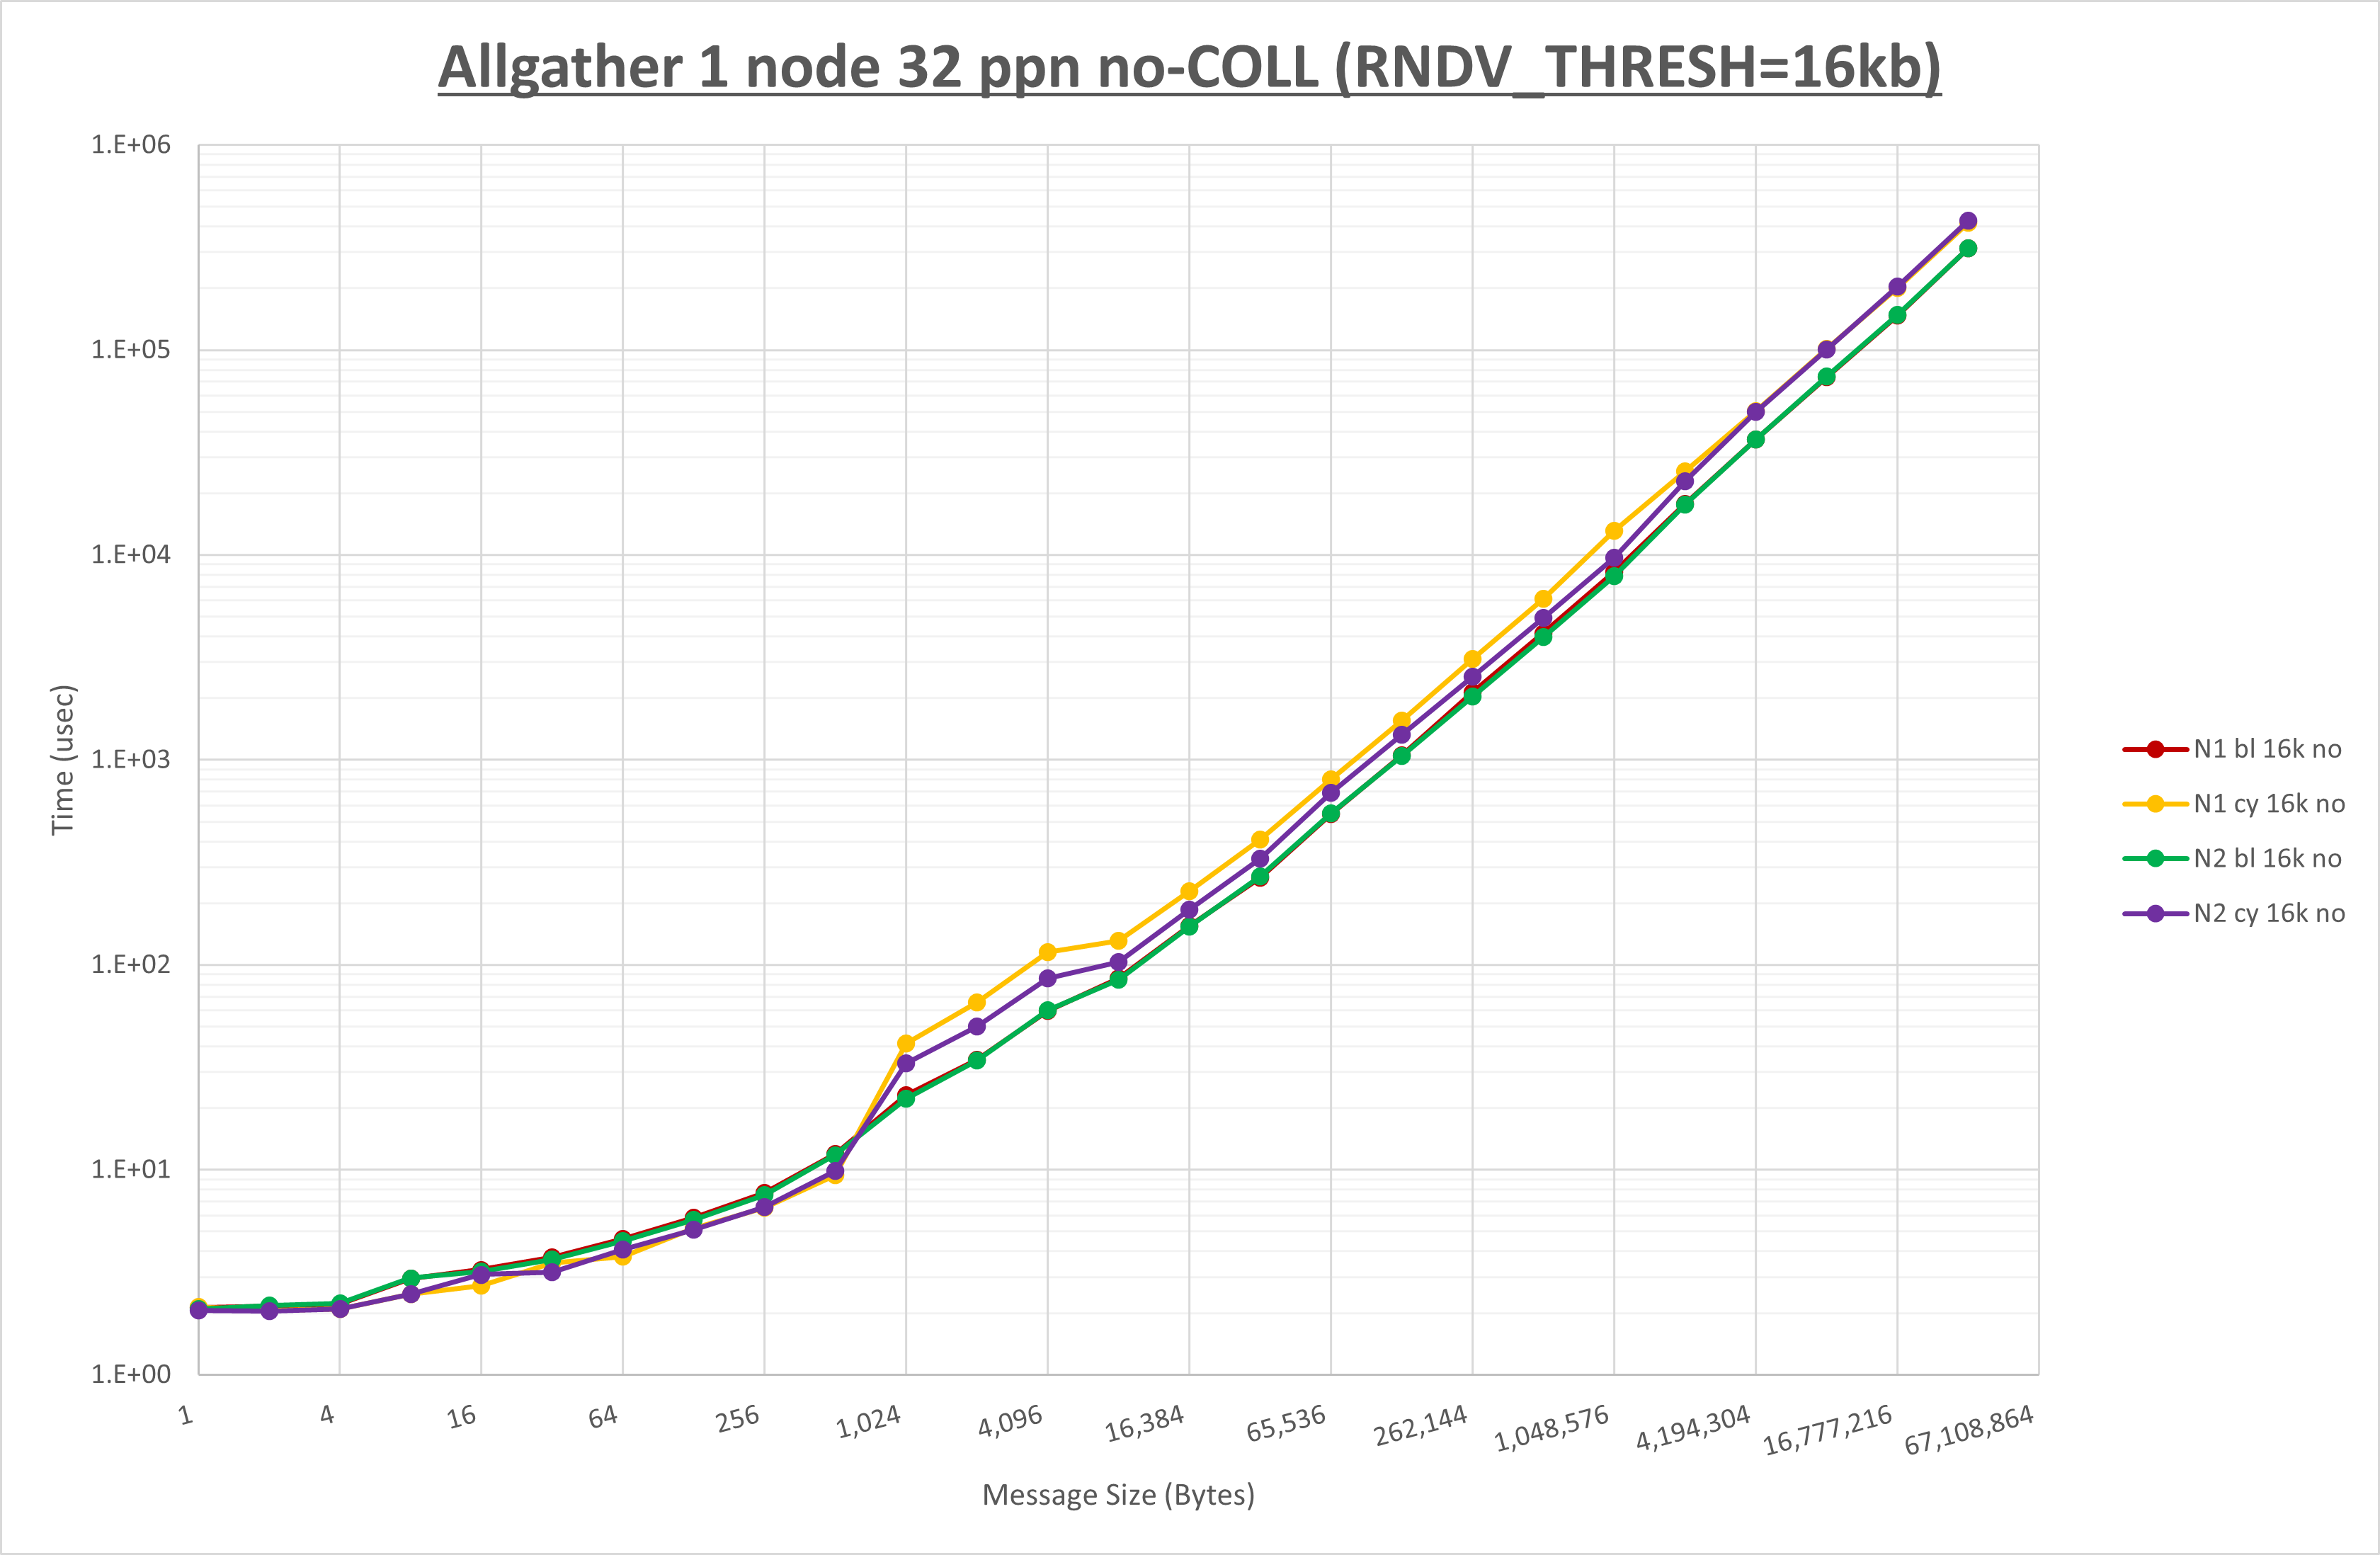 Allgather 1 node 32 ppn no-COLL (RNDV_THRESH=16kb)
1.E+06
1.E+05
1.E+04
1.E+03
1.E+02
1.E+01
1.E+00
Time (usec)
1
4
16
64
256
1,024
4,096
16,384
65,536
262,144
1,048,576
4,194,304
16,777,216
67,108,864
Message Size (Bytes)
N1 bl 16k no
N1 cy 16k no
N2 bl 16k no
N2 cy 16k no